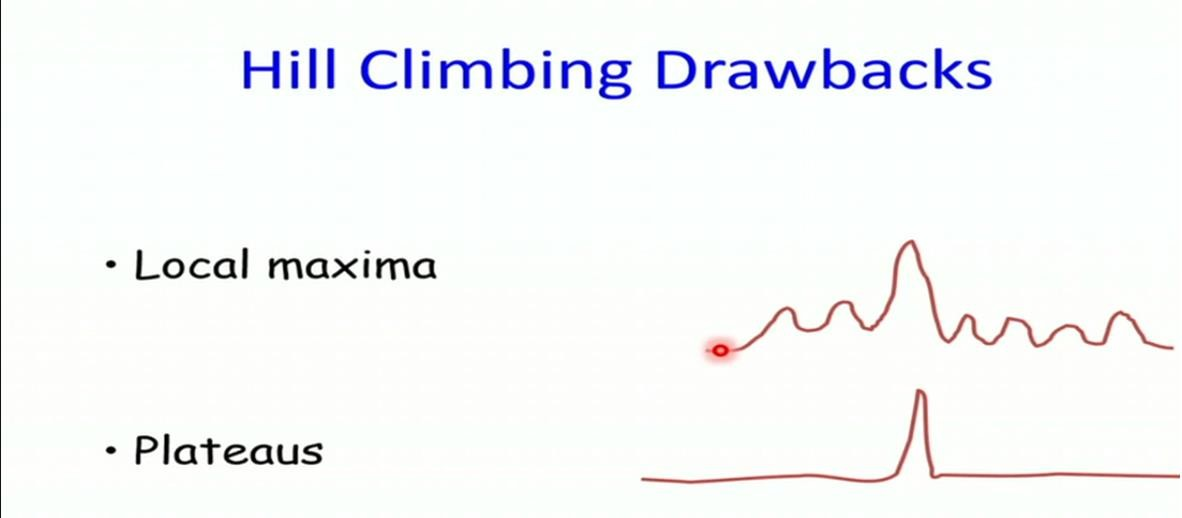 Hill Climbing Drawbacks
• Local maxima
• Plateaus